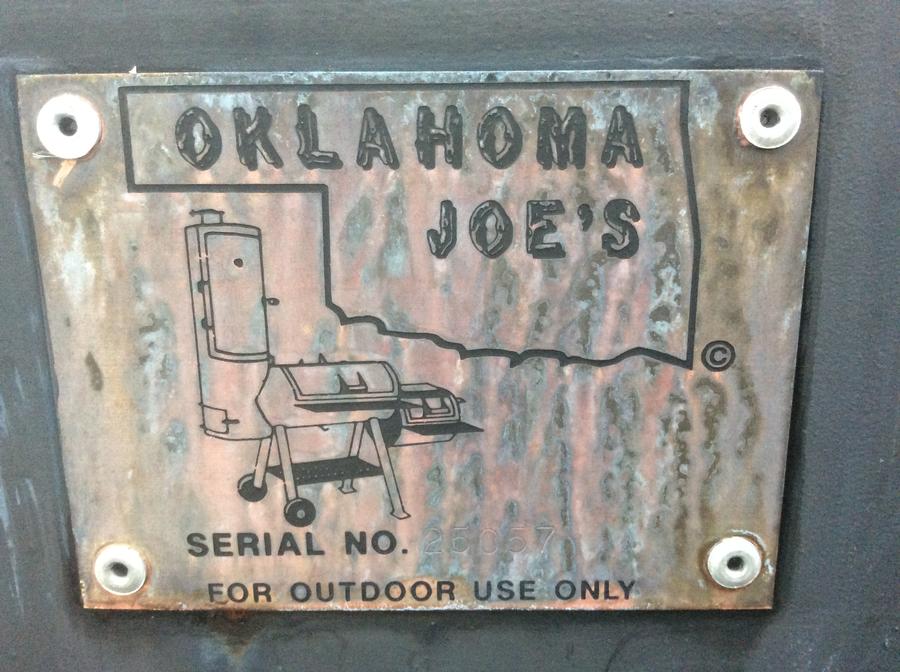 OKLAHOMA
JOE'S
©
SERIAL NO. 25057
FOR OUTDOOR USE ONLY